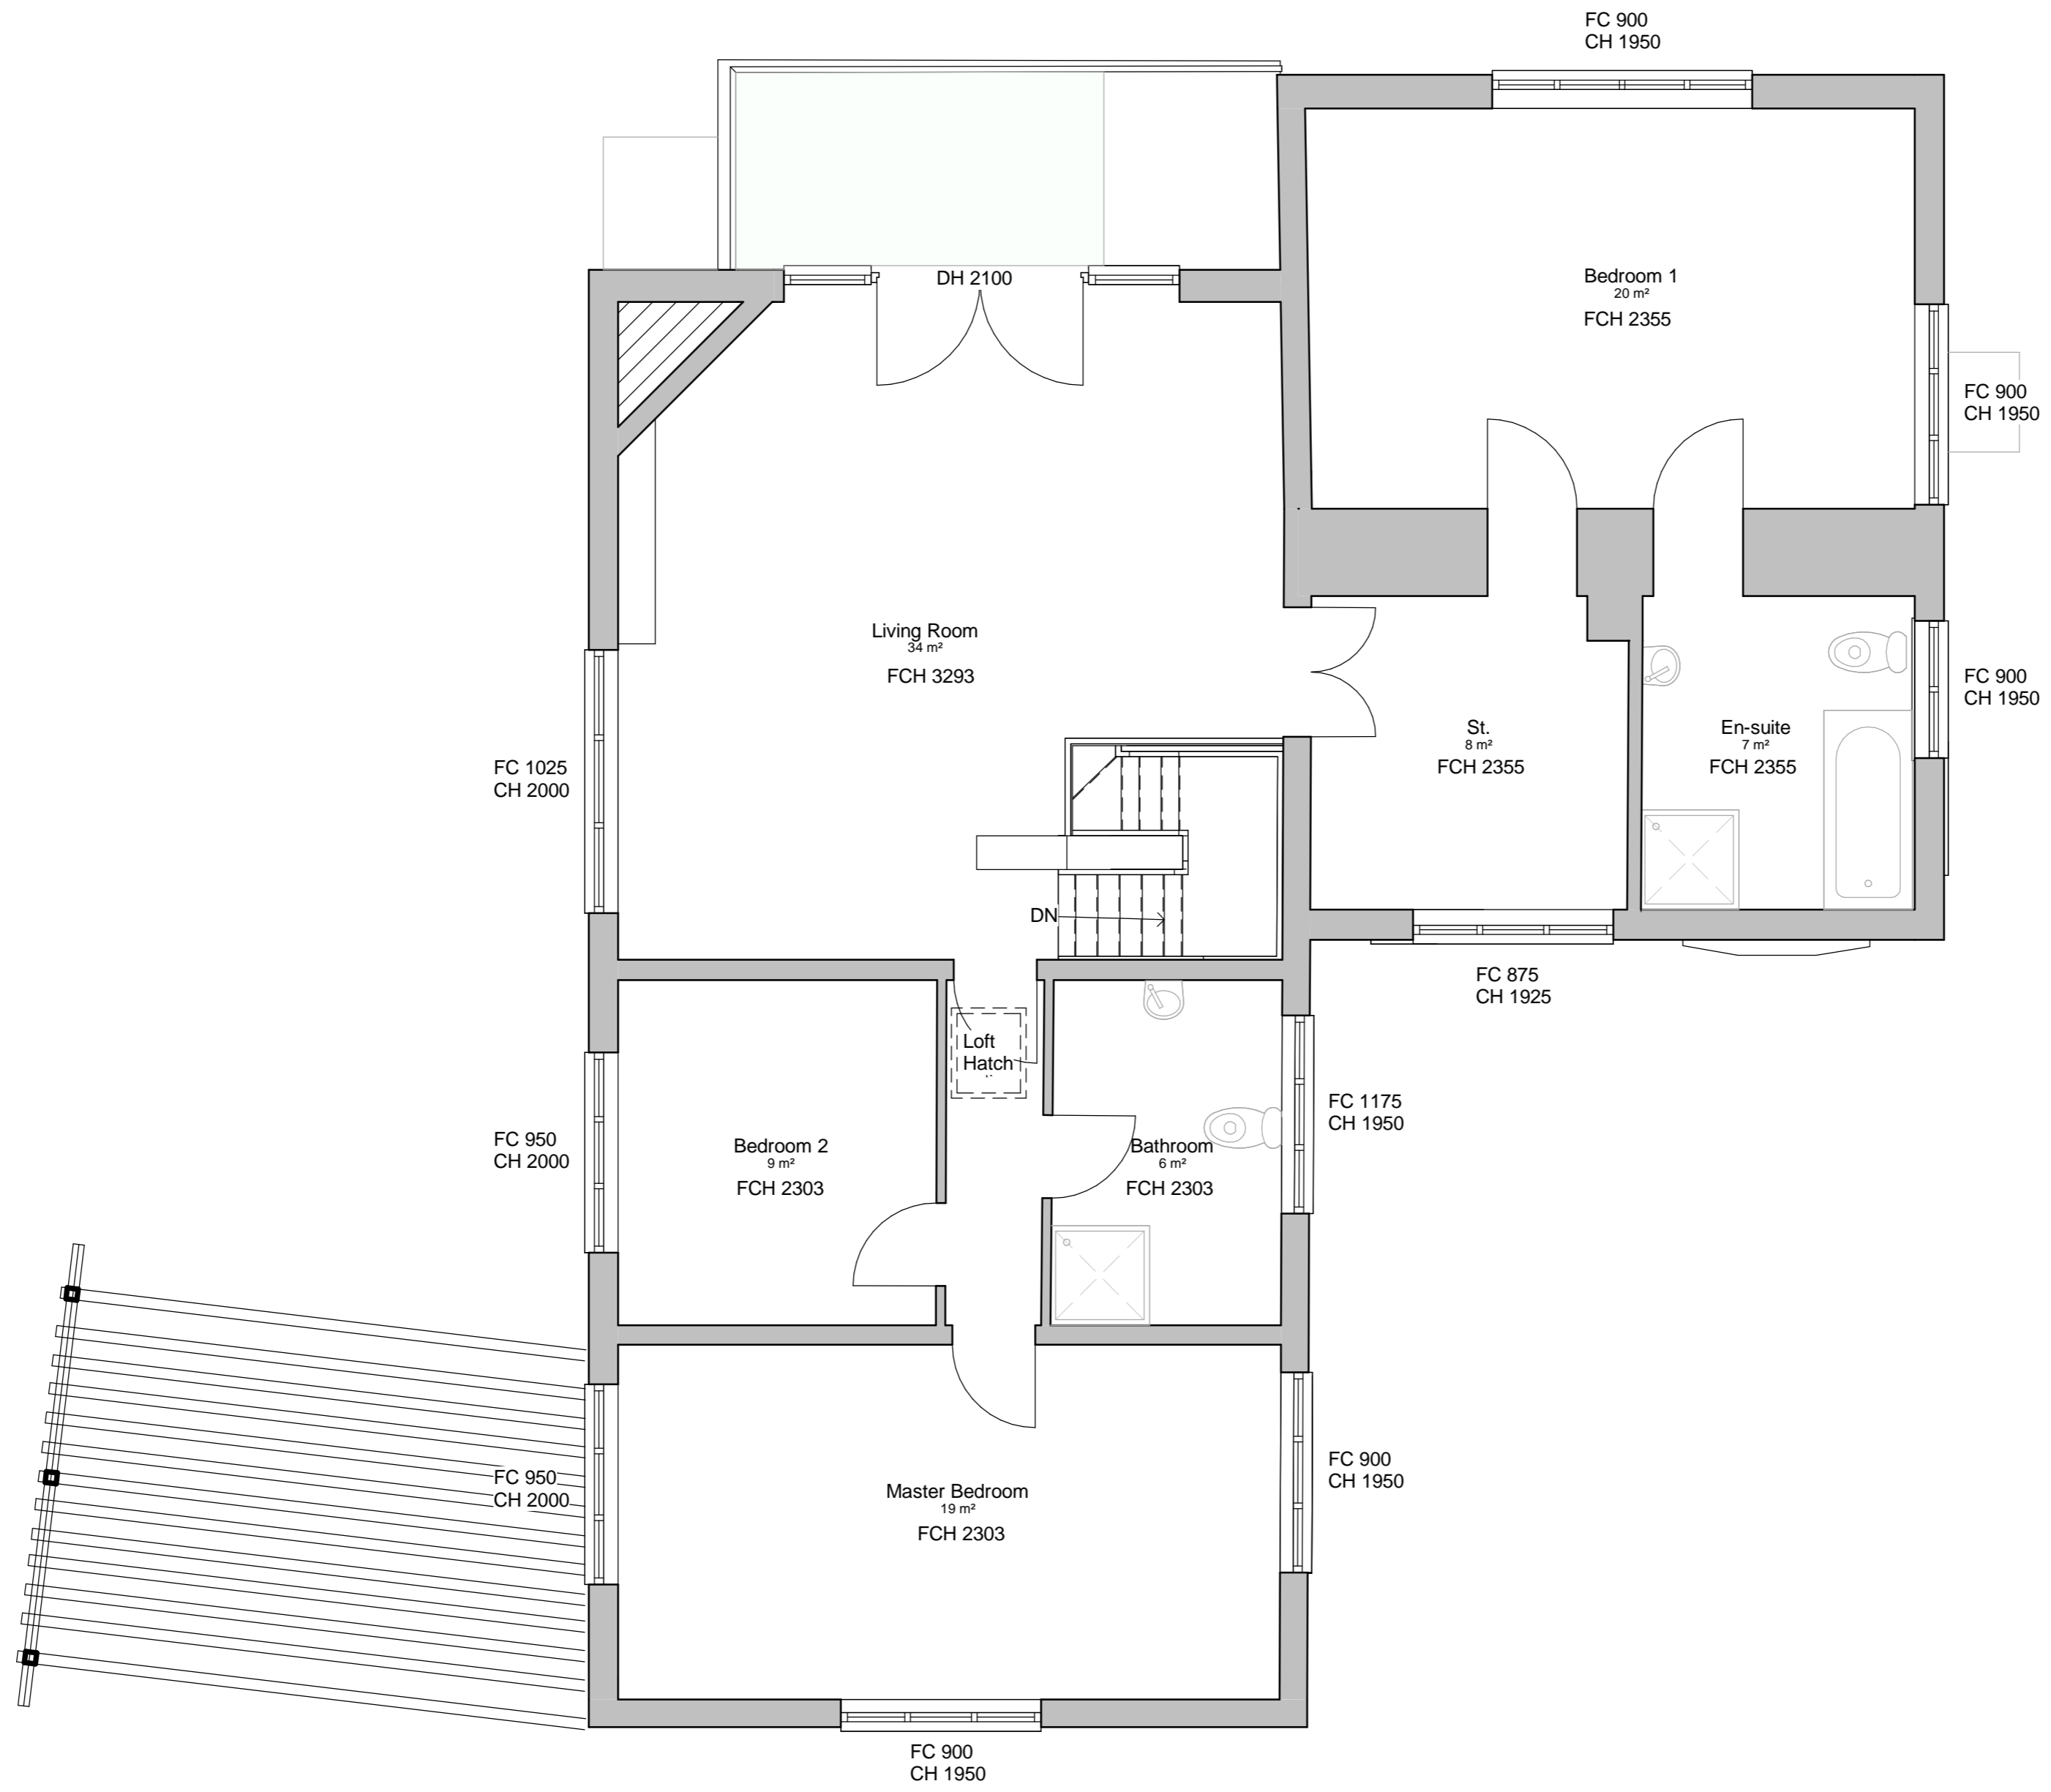 FC 900
CH 1950
DH 2100
Bedroom 1
20 m²
FCH 2355
FC 900
CH 1950
Living Room
34 m²
FCH 3293
FC 900
CH 1950
St.
8 m²
FCH 2355
En-suite
7 m²
FCH 2355
FC 1025
CH 2000
DN
FC 875
CH 1925
Loft
Hatch
FC 950
CH 2000
Bedroom 2
9 m²
FCH 2303
Bathroom
6 m²
FCH 2303
FC 1175
CH 1950
FC 950
CH 2000
Master Bedroom
19 m²
FCH 2303
FC 900
CH 1950
FC 900
CH 1950